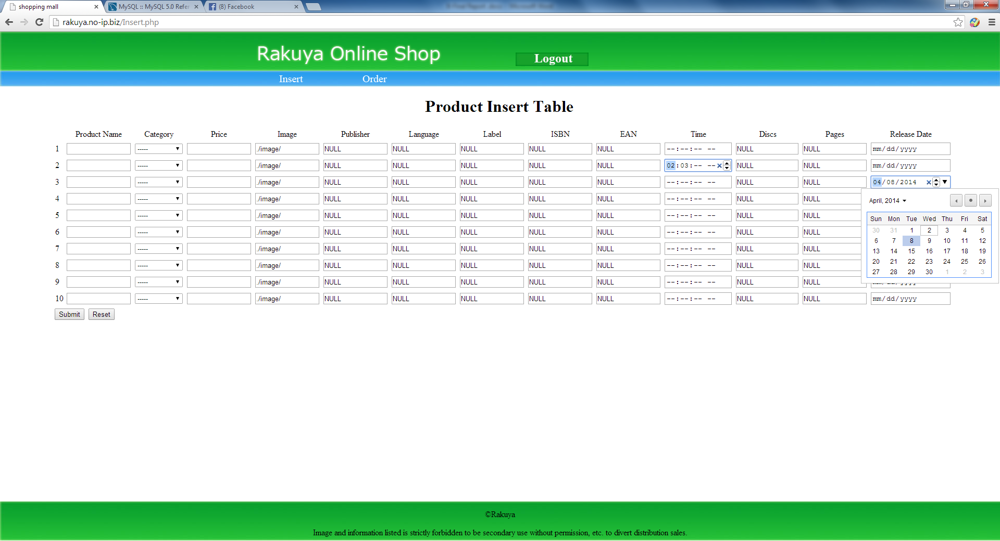 shopping mall MySQL :: MySQL 5.0 Refer (8) Facebook
rakuya.no-ip.biz/Insert.php
Rakuya Online Shop Logout
Insert Order
Product Insert Table
Product Name Category Price Image Publisher Language Label ISBN EAN Time Discs Pages Release Date
1 ----- ./image/ NULL NULL NULL NULL NULL --:--:-- -- NULL NULL mm/dd/yyyy
2 ----- ./image/ NULL NULL NULL NULL NULL 02:03:-- -- NULL NULL mm/dd/yyyy
3 ----- ./image/ NULL NULL NULL NULL NULL --:--:-- -- NULL NULL 04/08/2014
4 ----- ./image/ NULL NULL NULL NULL NULL --:--:-- -- NULL NULL
5 ----- ./image/ NULL NULL NULL NULL NULL --:--:-- -- NULL NULL
6 ----- ./image/ NULL NULL NULL NULL NULL --:--:-- -- NULL NULL
7 ----- ./image/ NULL NULL NULL NULL NULL --:--:-- -- NULL NULL
8 ----- ./image/ NULL NULL NULL NULL NULL --:--:-- -- NULL NULL
9 ----- ./image/ NULL NULL NULL NULL NULL --:--:-- -- NULL NULL mm/dd/yyyy
10 ----- ./image/ NULL NULL NULL NULL NULL --:--:-- -- NULL NULL mm/dd/yyyy
April, 2014
Sun Mon Tue Wed Thu Fri Sat
30 31 1 2 3 4 5
6 7 8 9 10 11 12
13 14 15 16 17 18 19
20 21 22 23 24 25 26
27 28 29 30 1 2 3
Submit Reset
©Rakuya
Image and information listed is strictly forbidden to be secondary use without permission, etc. to divert distribution sales.